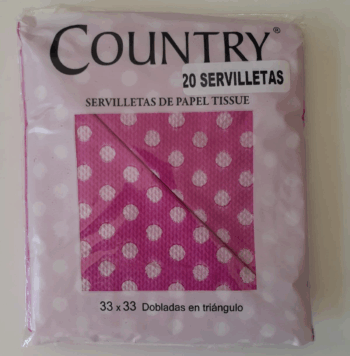 COUNTRY®
20 SERVILLETAS
SERVILLETAS DE PAPEL TISSUE
33 x 33 Dobladas en triángulo